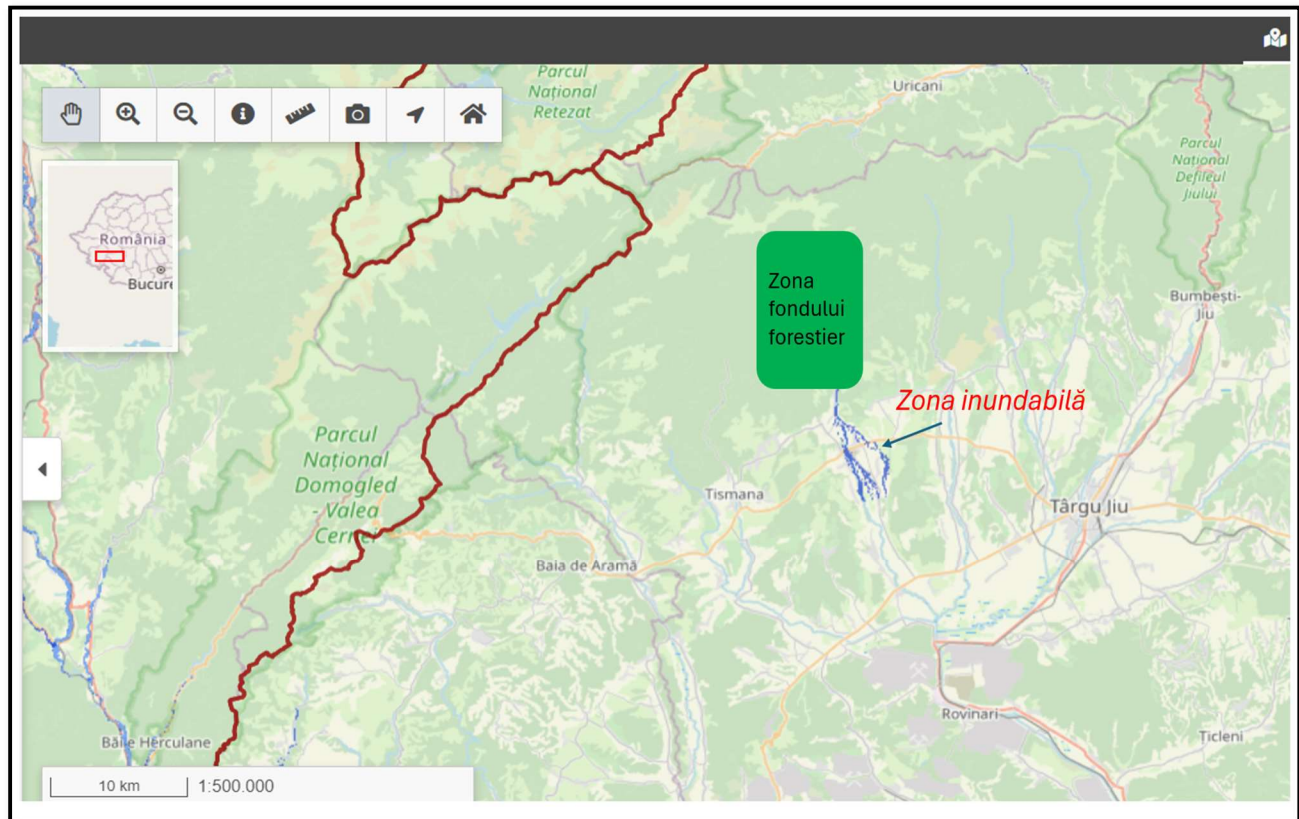 Parcul
Național
Retezat
Uricani
Parcul
Național
Defileul
Jiului
România
Bucure
Zona
fondului
forestier
Bumbești-
Jiu
Zona inundabilă
Parcul
Național
Domogled
- Valea
Cernei
Tismana
Târgu Jiu
Baia de Aramă
Rovinari
Băile Herculane
Ticleni
10 km
1:500.000